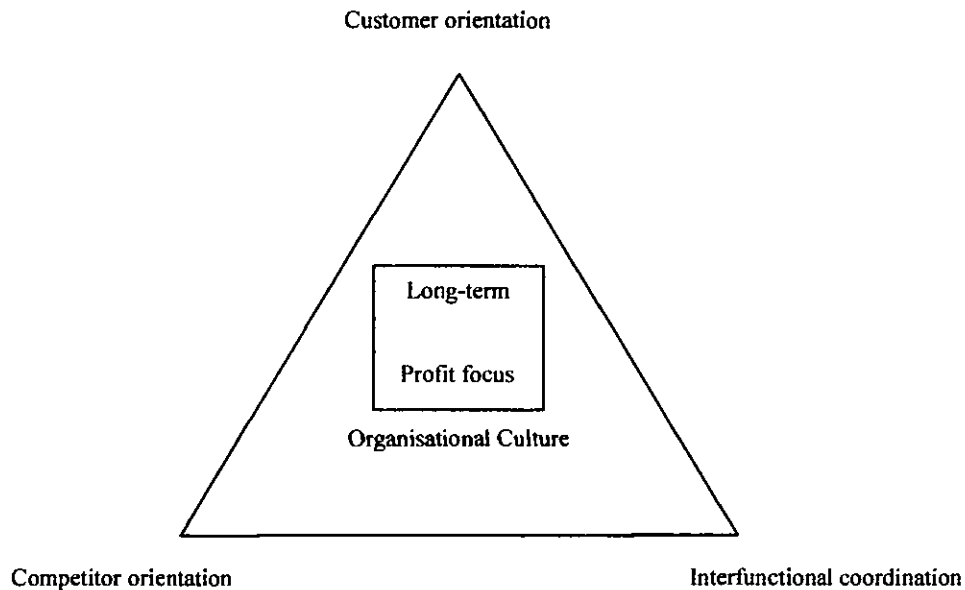 Customer orientation
Long-term
Profit focus
Organisational Culture
Competitor orientation
Interfunctional coordination